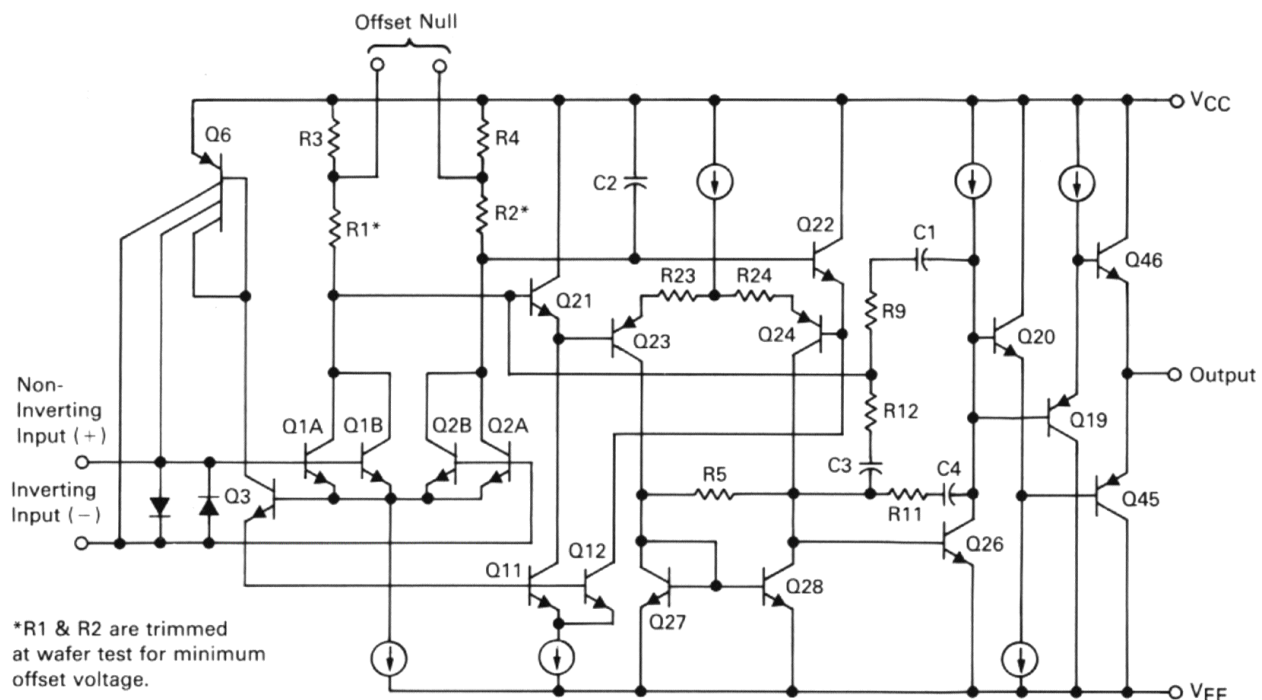 Offset Null
VCC
Q6
R3
R4
C2
R1*
R2*
Q22
C1
Q46
R23
R24
Q21
Q23
Q24
R9
Q20
Non-
Inverting
Input (+)
Output
Q1A
Q1B
Q2B
Q2A
R12
Q19
Inverting
Input (−)
Q3
C3
C4
R5
R11
Q45
Q26
Q11
Q12
Q28
Q27
*R1 & R2 are trimmed
at wafer test for minimum
offset voltage.
VEE